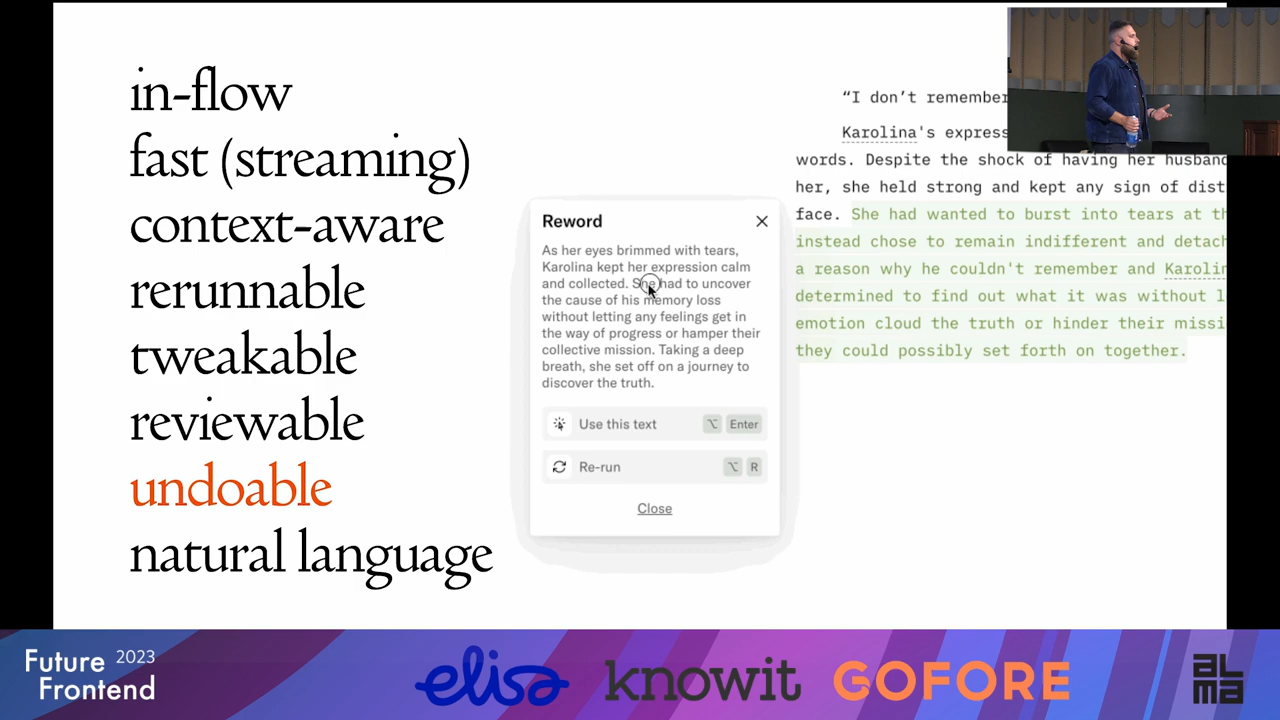 in-flow
fast (streaming)
context-aware
rerunnable
tweakable
reviewable
undoable
natural language
Reword
As her eyes brimmed with tears,
Karolina kept her expression calm
and collected. She had to uncover
the cause of his memory loss
without letting any feelings get in
the way of progress or hamper their
collective mission. Taking a deep
breath, she set off on a journey to
discover the truth.
Use this text ⌥ Enter
Re-run ⌥ R
Close
“I don’t remember
Karolina's express
words. Despite the shock of having her husband
her, she held strong and kept any sign of dist
face. She had wanted to burst into tears at th
instead chose to remain indifferent and detach
a reason why he couldn't remember and Karolin
determined to find out what it was without l
emotion cloud the truth or hinder their missi
they could possibly set forth on together.
Future 2023
Frontend
elisa
knowit
GOFORE
aL
ma